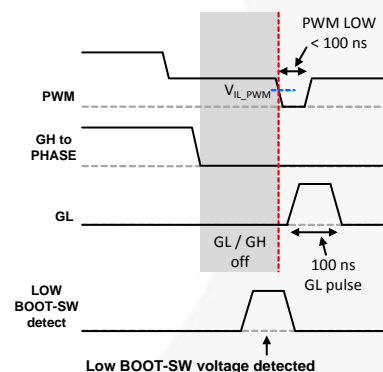 PWM LOW
< 100 ns
V_IL_PWM
PWM
GH to
PHASE
GL
GL / GH
off
100 ns
GL pulse
LOW
BOOT-SW
detect
Low BOOT-SW voltage detected